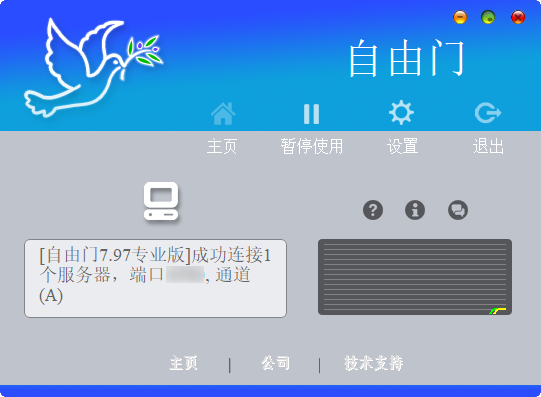 自由门
主页 暂停使用 设置 退出
[自由门7.97专业版]成功连接1
个服务器，端口 , 通道
(A)
主页 | 公司 | 技术支持